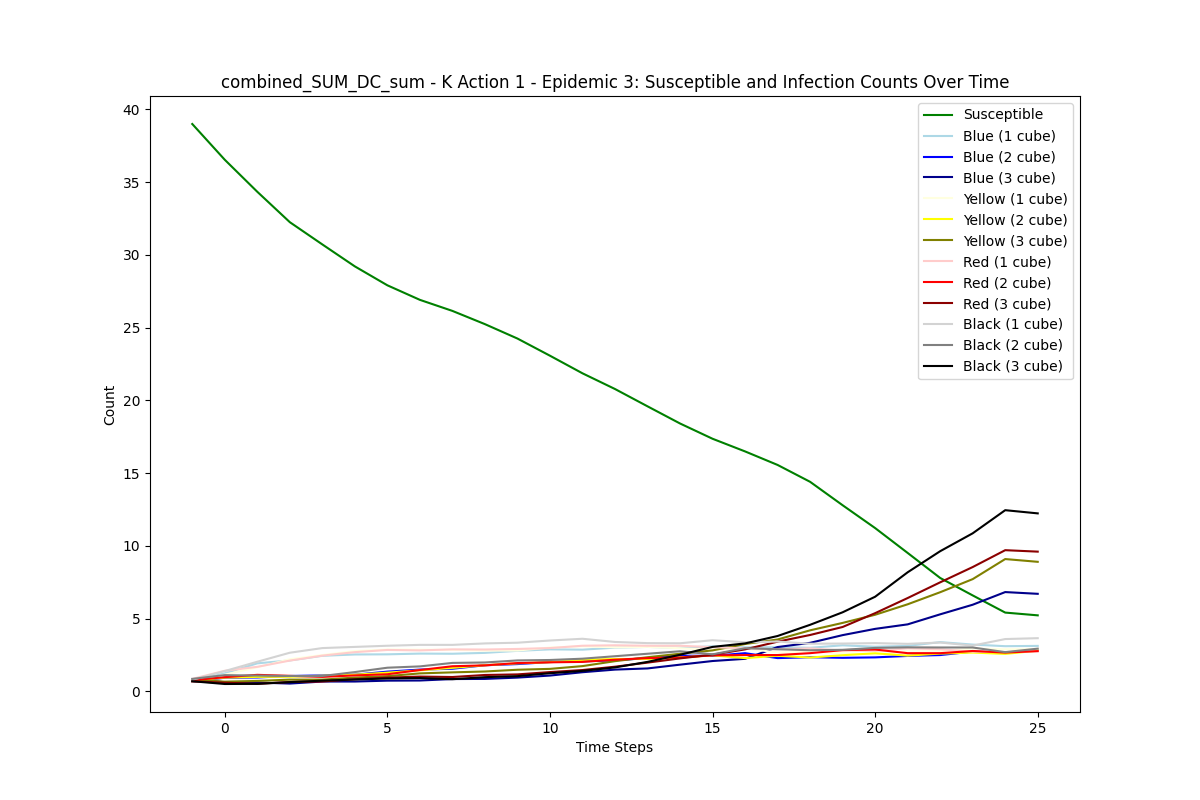 combined_SUM_DC_sum - K Action 1 - Epidemic 3: Susceptible and Infection Counts Over Time
40
35
30
25
20
15
10
5
0
Count
0
5
10
15
20
25
Time Steps
Susceptible
Blue (1 cube)
Blue (2 cube)
Blue (3 cube)
Yellow (1 cube)
Yellow (2 cube)
Yellow (3 cube)
Red (1 cube)
Red (2 cube)
Red (3 cube)
Black (1 cube)
Black (2 cube)
Black (3 cube)